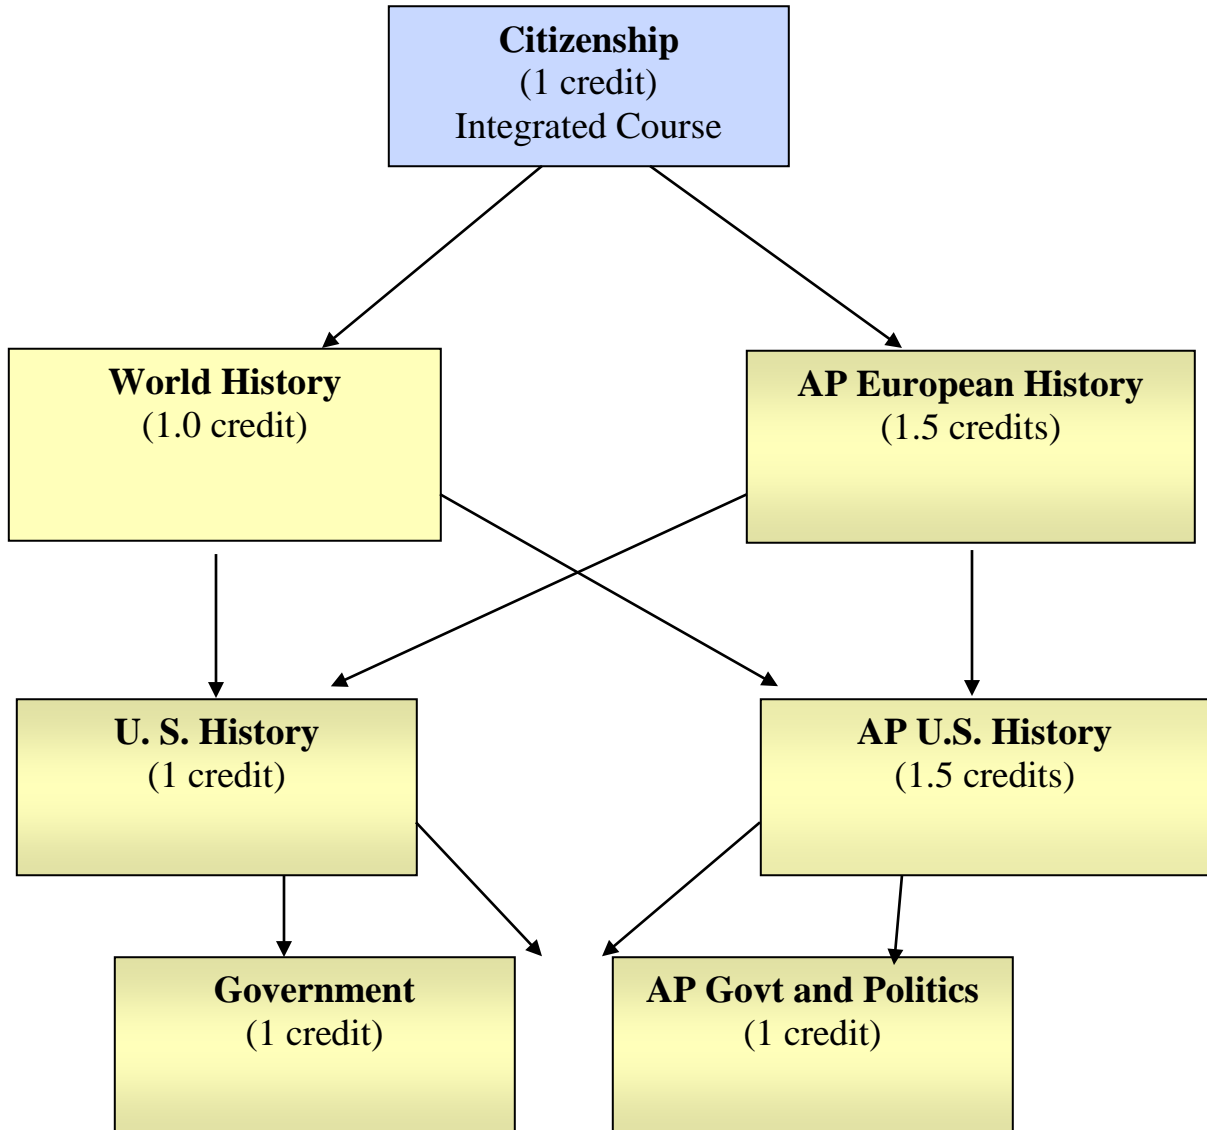 Citizenship
(1 credit)
Integrated Course
World History
(1.0 credit)
AP European History
(1.5 credits)
U. S. History
(1 credit)
AP U.S. History
(1.5 credits)
Government
(1 credit)
AP Govt and Politics
(1 credit)